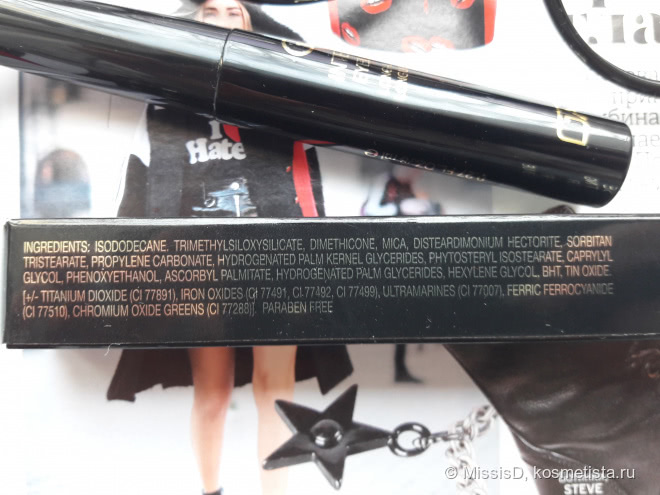 Hate
INGREDIENTS: ISODODECANE, TRIMETHYLSILOXYSILICATE, DIMETHICONE, MICA, DISTEARDIMONIUM HECTORITE, SORBITAN
TRISTEARATE, PROPYLENE CARBONATE, HYDROGENATED PALM KERNEL GLYCERIDES, PHYTOSTERYL ISOSTEARATE, CAPRYLYL
GLYCOL, PHENOXYETHANOL, ASCORBYL PALMITATE, HYDROGENATED PALM GLYCERIDES, HEXYLENE GLYCOL, BHT, TIN OXIDE.
[+/- TITANIUM DIOXIDE (CI 77891), IRON OXIDES (CI 77491, CI 77492, CI 77499), ULTRAMARINES (CI 77007), FERRIC FERROCYANIDE
(CI 77510), CHROMIUM OXIDE GREENS (CI 77288)]. PARABEN FREE
© MissisD, kosmetista.ru
STEVE